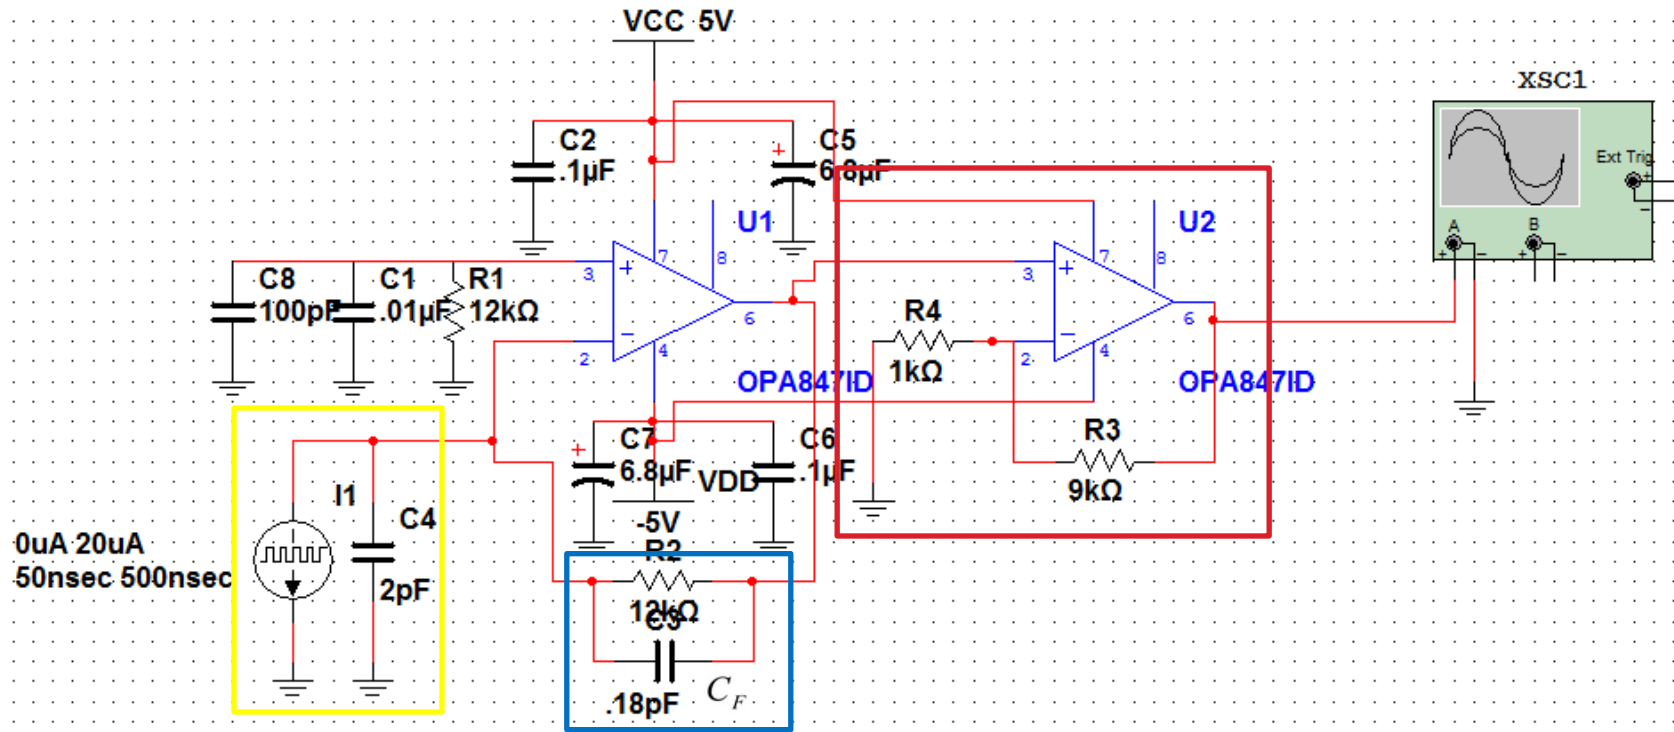 VCC 5V
XSC1
C2
.1µF
C5
6.8µF
+
Ext Trig
+
−
A
B
+ − + −
U1
7
8
3
+
−
2
4
6
OPA847ID
C8
100pF
C1
.01µF
R1
12kΩ
U2
7
8
3
+
−
2
4
6
OPA847ID
R4
1kΩ
R3
9kΩ
+
C7
6.8µF
VDD
C6
.1µF
-5V
I1
C4
2pF
0uA 20uA
50nsec 500nsec
R2
12kΩ
C3
.18pF
C_F